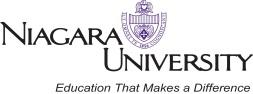 NIAGARA
UNIVERSITY
Education That Makes a Difference